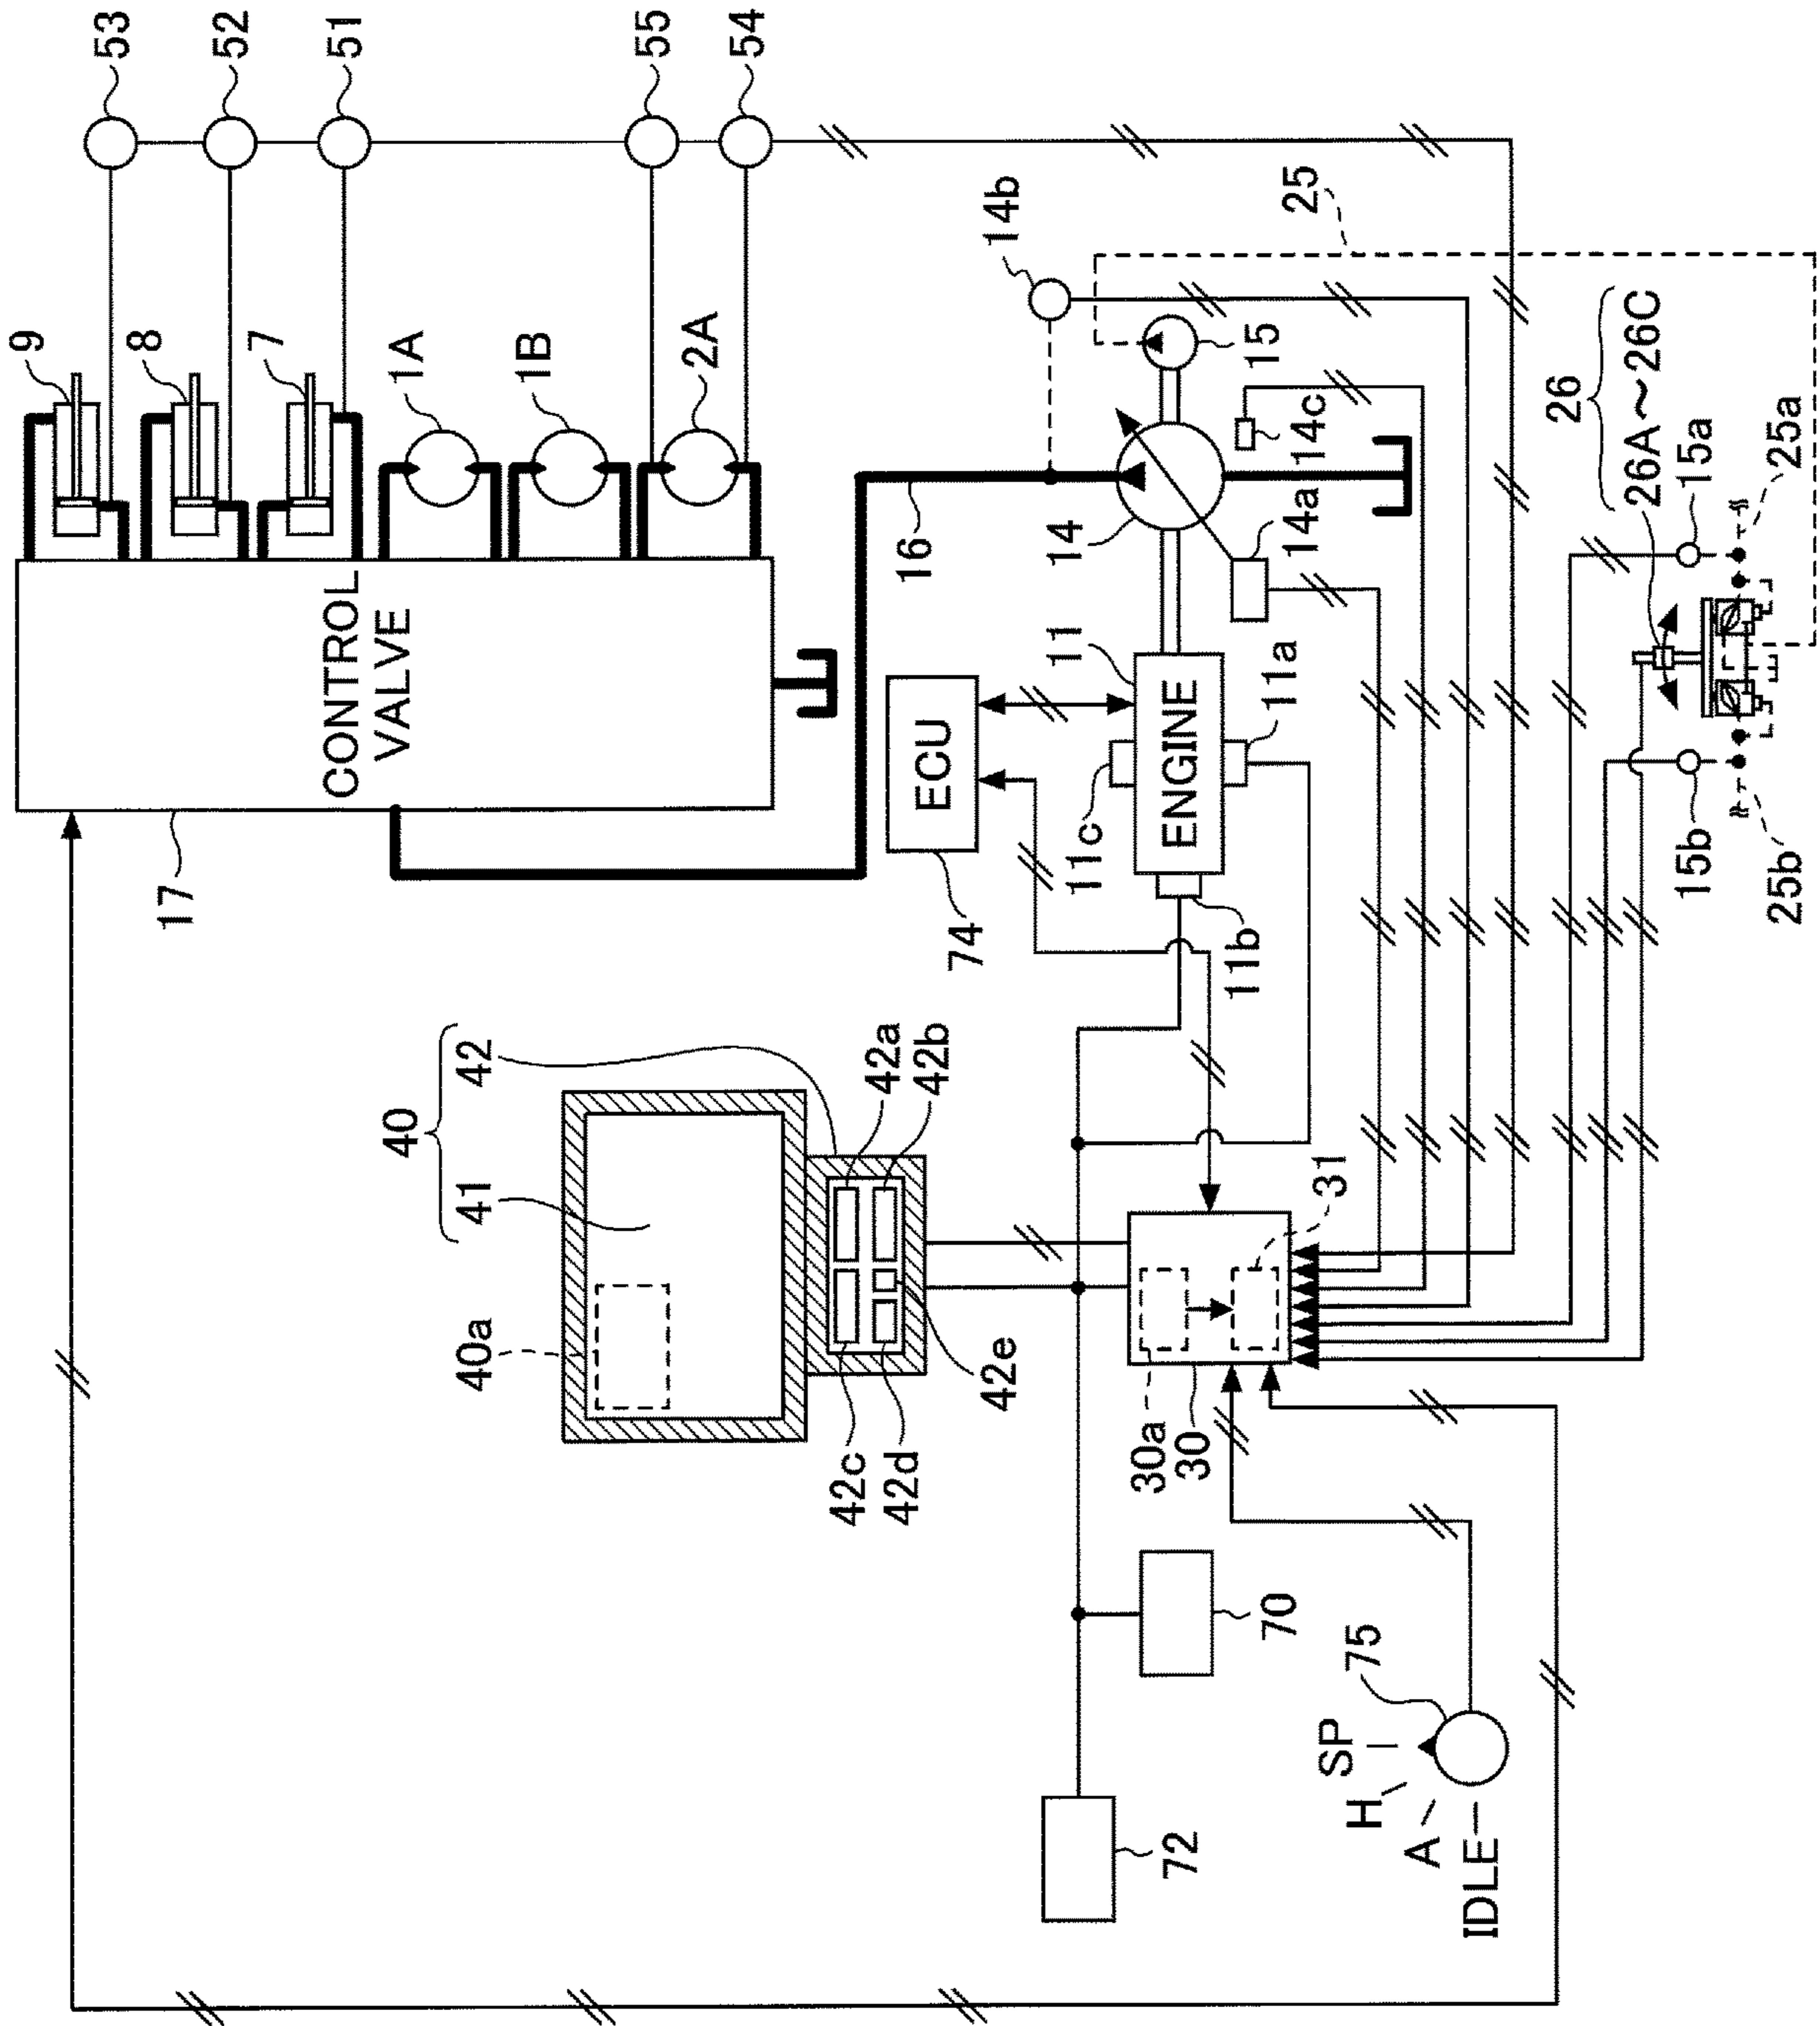 53
52
51
55
54
9
8
7
1A
1B
2A
CONTROL
VALVE
17
16
14b
25
15
14c
14
14a
26
26A～26C
15a
25a
15b
25b
ECU
74
11
ENGINE
11a
11c
11b
40
41
42
42a
42b
40a
42c
42d
42e
31
30a
30
70
72
75
SP
H
A
IDLE